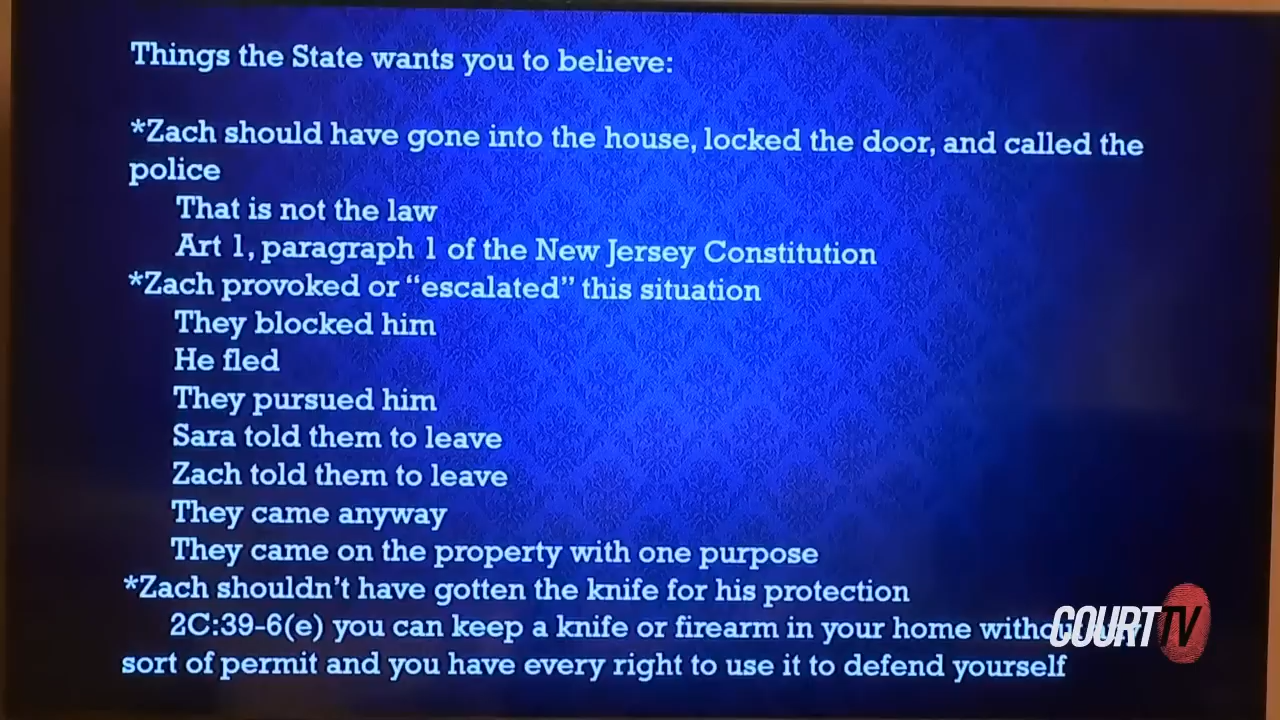 Things the State wants you to believe:
*Zach should have gone into the house, locked the door, and called the
police
That is not the law
Art 1, paragraph 1 of the New Jersey Constitution
*Zach provoked or “escalated” this situation
They blocked him
He fled
They pursued him
Sara told them to leave
Zach told them to leave
They came anyway
They came on the property with one purpose
*Zach shouldn’t have gotten the knife for his protection
2C:39-6(e) you can keep a knife or firearm in your home
sort of permit and you have every right to use it to defend yourself
COURT TV